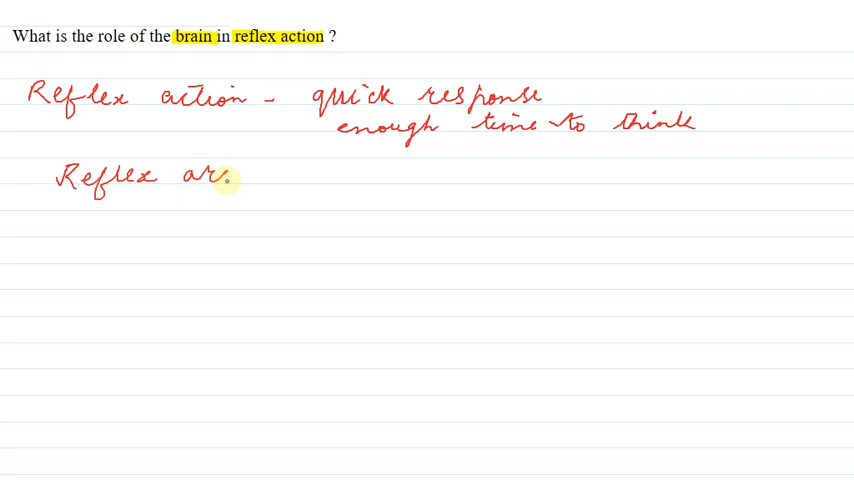 What is the role of the brain in reflex action ?
Reflex action - quick response
enough time to think
Reflex ar